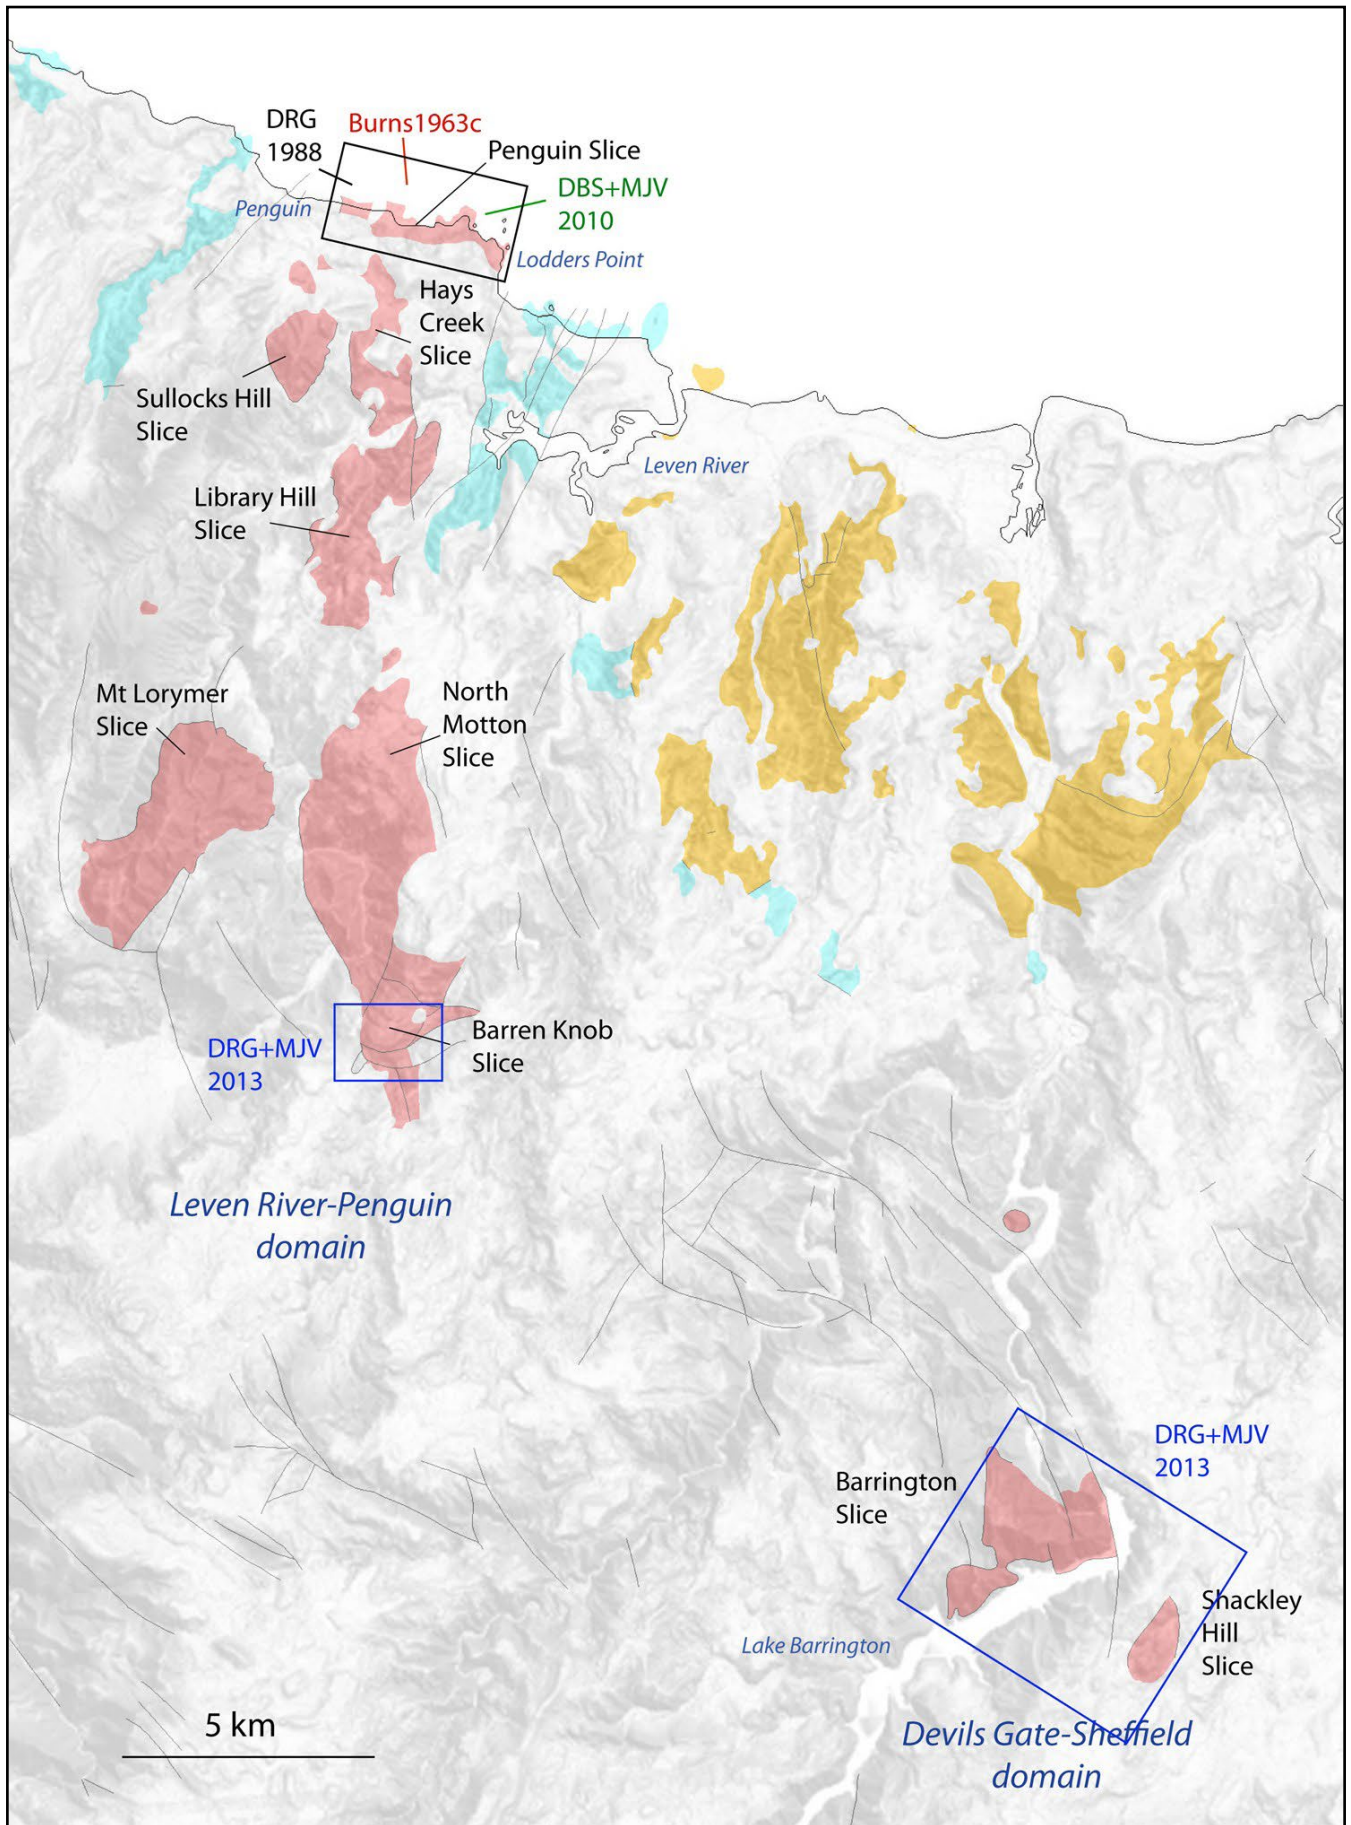 DRG
1988
Burns1963c
Penguin Slice
DBS+MJV
2010
Penguin
Lodders Point
Hays
Creek
Slice
Sullocks Hill
Slice
Leven River
Library Hill
Slice
Mt Lorymer
Slice
North
Motton
Slice
DRG+MJV
2013
Barren Knob
Slice
Leven River-Penguin
domain
DRG+MJV
2013
Barrington
Slice
Shackley
Hill
Slice
Lake Barrington
5 km
Devils Gate-Sheffield
domain